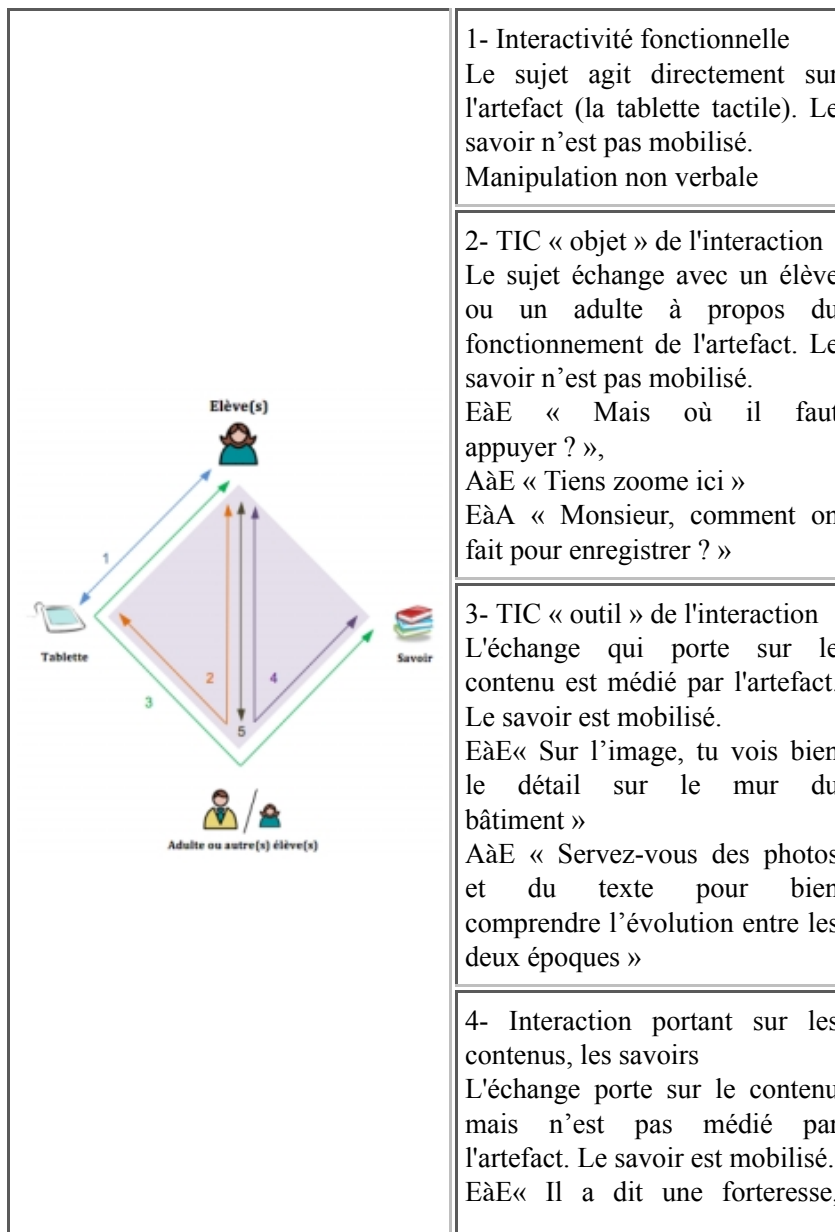 Elève(s)
1
Tablette
Savoir
2
4
3
5
Adulte ou autre(s) élève(s)
1- Interactivité fonctionnelle
Le sujet agit directement sur
l'artefact (la tablette tactile). Le
savoir n’est pas mobilisé.
Manipulation non verbale
2- TIC « objet » de l'interaction
Le sujet échange avec un élève
ou un adulte à propos du
fonctionnement de l'artefact. Le
savoir n’est pas mobilisé.
EàE « Mais où il faut
appuyer ? »,
AàE « Tiens zoome ici »
EàA « Monsieur, comment on
fait pour enregistrer ? »
3- TIC « outil » de l'interaction
L'échange qui porte sur le
contenu est médié par l'artefact.
Le savoir est mobilisé.
EàE« Sur l’image, tu vois bien
le détail sur le mur du
bâtiment »
AàE « Servez-vous des photos
et du texte pour bien
comprendre l’évolution entre les
deux époques »
4- Interaction portant sur les
contenus, les savoirs
L'échange porte sur le contenu
mais n’est pas médié par
l'artefact. Le savoir est mobilisé.
EàE« Il a dit une forteresse,